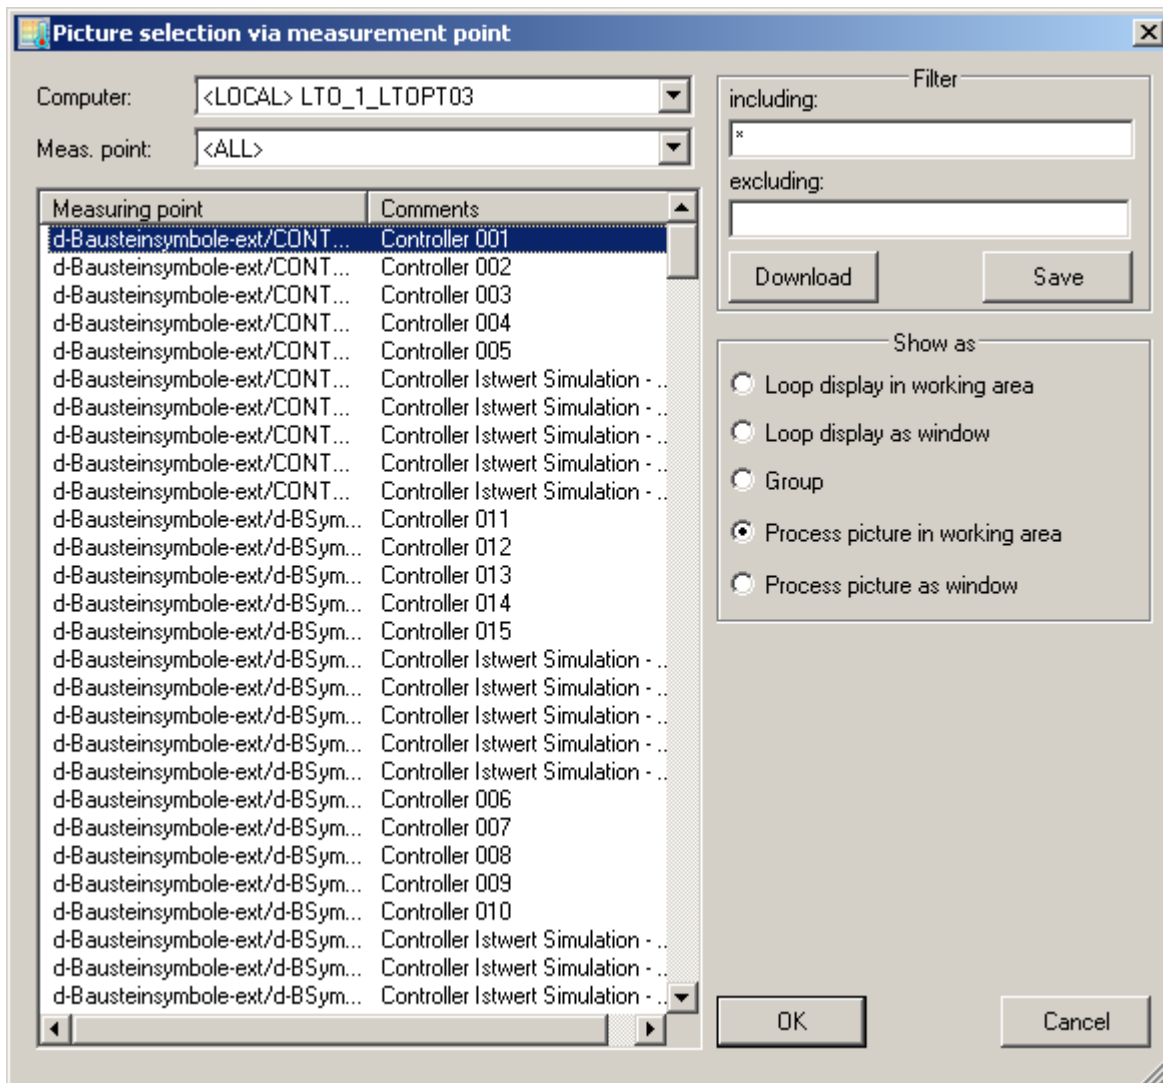 Picture selection via measurement point
Computer: <LOCAL> LTO_1_LTOPT03
Meas. point: <ALL>
Measuring point Comments
d-Bausteinsymbole-ext/CONT... Controller 001
d-Bausteinsymbole-ext/CONT... Controller 002
d-Bausteinsymbole-ext/CONT... Controller 003
d-Bausteinsymbole-ext/CONT... Controller 004
d-Bausteinsymbole-ext/CONT... Controller 005
d-Bausteinsymbole-ext/CONT... Controller Istwert Simulation - ..
d-Bausteinsymbole-ext/CONT... Controller Istwert Simulation - ..
d-Bausteinsymbole-ext/CONT... Controller Istwert Simulation - ..
d-Bausteinsymbole-ext/CONT... Controller Istwert Simulation - ..
d-Bausteinsymbole-ext/CONT... Controller Istwert Simulation - ..
d-Bausteinsymbole-ext/d-BSym... Controller 011
d-Bausteinsymbole-ext/d-BSym... Controller 012
d-Bausteinsymbole-ext/d-BSym... Controller 013
d-Bausteinsymbole-ext/d-BSym... Controller 014
d-Bausteinsymbole-ext/d-BSym... Controller 015
d-Bausteinsymbole-ext/d-BSym... Controller Istwert Simulation - ..
d-Bausteinsymbole-ext/d-BSym... Controller Istwert Simulation - ..
d-Bausteinsymbole-ext/d-BSym... Controller Istwert Simulation - ..
d-Bausteinsymbole-ext/d-BSym... Controller Istwert Simulation - ..
d-Bausteinsymbole-ext/d-BSym... Controller Istwert Simulation - ..
d-Bausteinsymbole-ext/d-BSym... Controller 006
d-Bausteinsymbole-ext/d-BSym... Controller 007
d-Bausteinsymbole-ext/d-BSym... Controller 008
d-Bausteinsymbole-ext/d-BSym... Controller 009
d-Bausteinsymbole-ext/d-BSym... Controller 010
d-Bausteinsymbole-ext/d-BSym... Controller Istwert Simulation - ..
d-Bausteinsymbole-ext/d-BSym... Controller Istwert Simulation - ..
d-Bausteinsymbole-ext/d-BSym... Controller Istwert Simulation - ..
Filter
including:
*
excluding:
Download Save
Show as
Loop display in working area
Loop display as window
Group
Process picture in working area
Process picture as window
OK Cancel